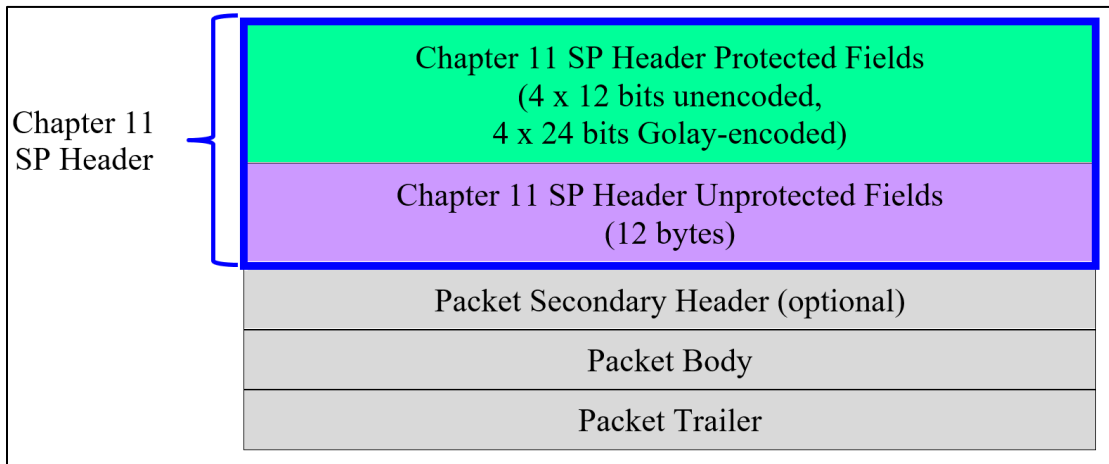 Chapter 11
SP Header
Chapter 11 SP Header Protected Fields
(4 x 12 bits unencoded,
4 x 24 bits Golay-encoded)
Chapter 11 SP Header Unprotected Fields
(12 bytes)
Packet Secondary Header (optional)
Packet Body
Packet Trailer